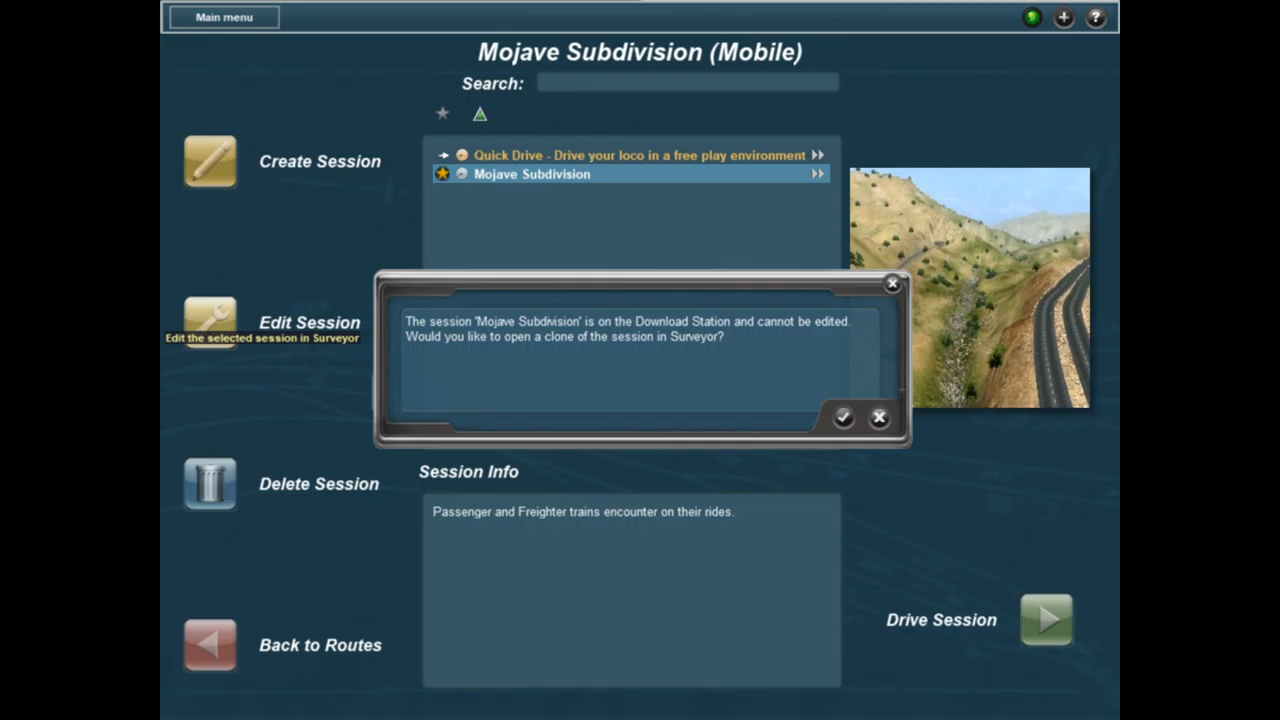 Main menu
?
Mojave Subdivision (Mobile)
Search:
Create Session
Quick Drive - Drive your loco in a free play environment
Mojave Subdivision
Edit Session
Edit the selected session in Surveyor
The session 'Mojave Subdivision' is on the Download Station and cannot be edited.
Would you like to open a clone of the session in Surveyor?
Delete Session
Session Info
Passenger and Freighter trains encounter on their rides.
Back to Routes
Drive Session